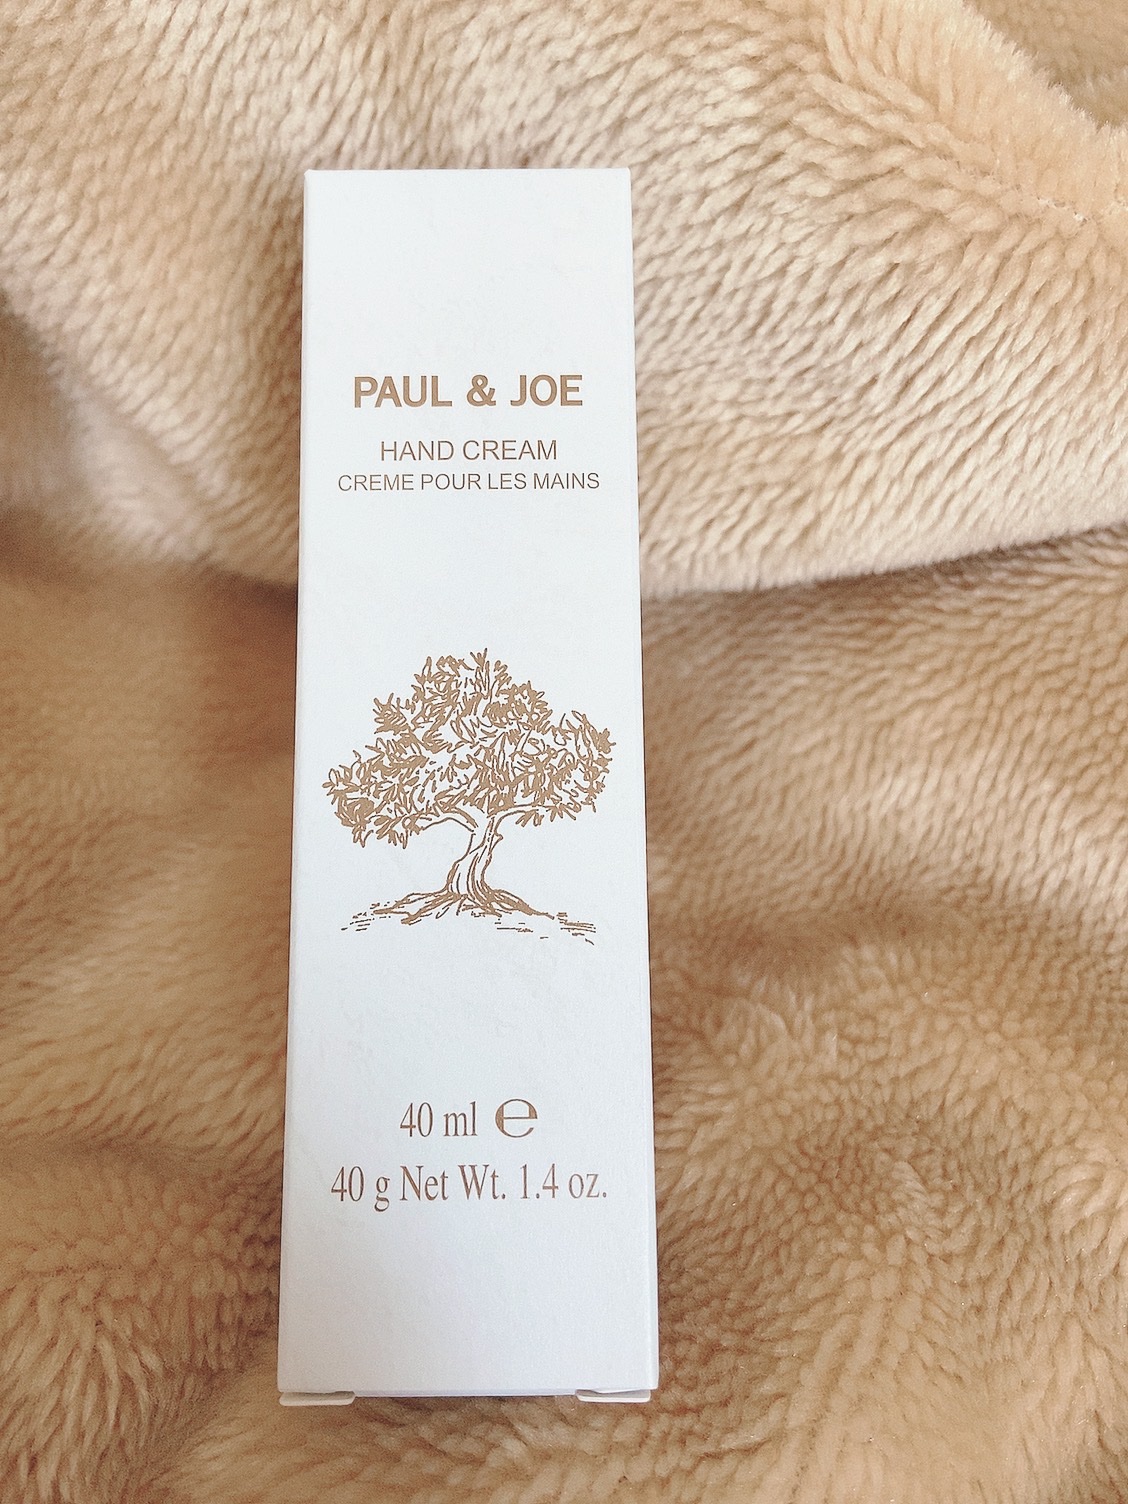 PAUL & JOE
HAND CREAM
CREME POUR LES MAINS
40 ml ℮
40 g Net Wt. 1.4 oz.